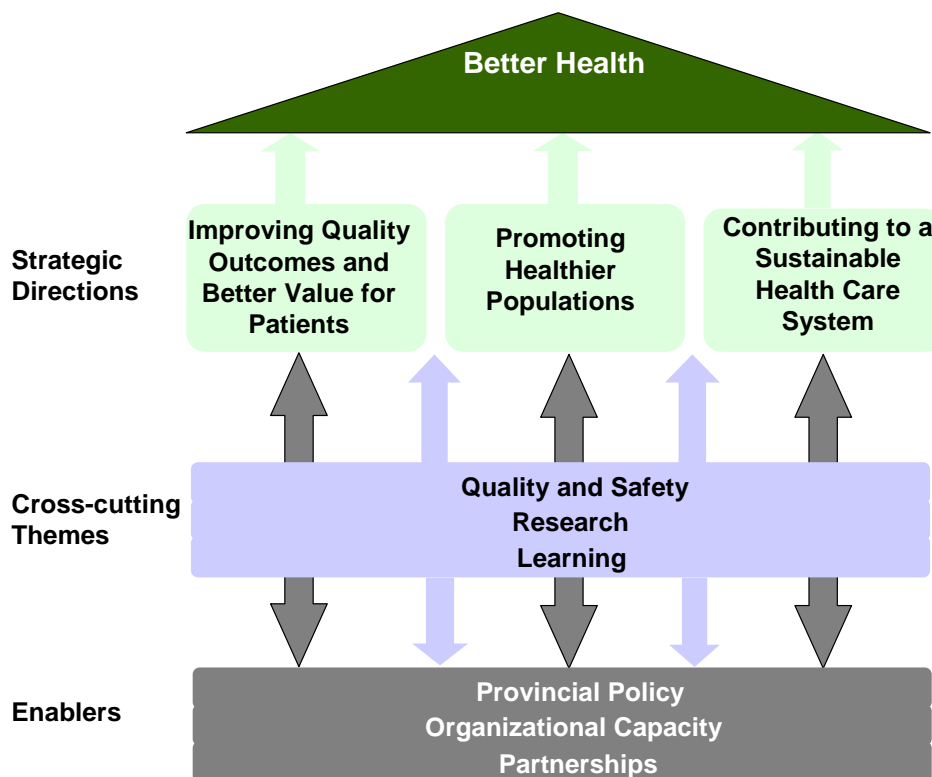 Better Health
Strategic
Directions
Improving Quality
Outcomes and
Better Value for
Patients
Promoting
Healthier
Populations
Contributing to a
Sustainable
Health Care
System
Cross-cutting
Themes
Quality and Safety
Research
Learning
Enablers
Provincial Policy
Organizational Capacity
Partnerships